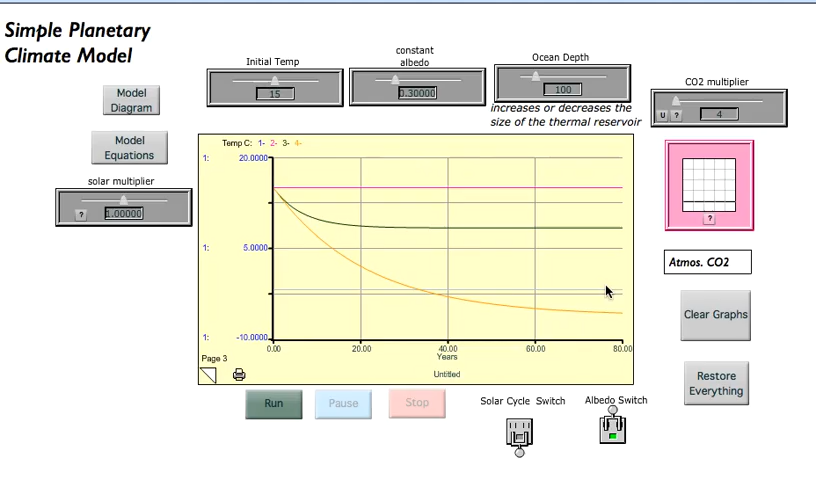 Simple Planetary
Climate Model
Initial Temp
15
constant
albedo
0.30000
Ocean Depth
100
increases or decreases the
size of the thermal reservoir
CO2 multiplier
U ? 4
Model
Diagram
Model
Equations
solar multiplier
? 1.00000
Temp C: 1- 2- 3- 4-
1: 20.0000
1: 5.0000
1: -10.0000
0.00 20.00 40.00 60.00 80.00
Years
Page 3
Untitled
?
Atmos. CO2
Clear Graphs
Restore
Everything
Run
Pause
Stop
Solar Cycle Switch
Albedo Switch